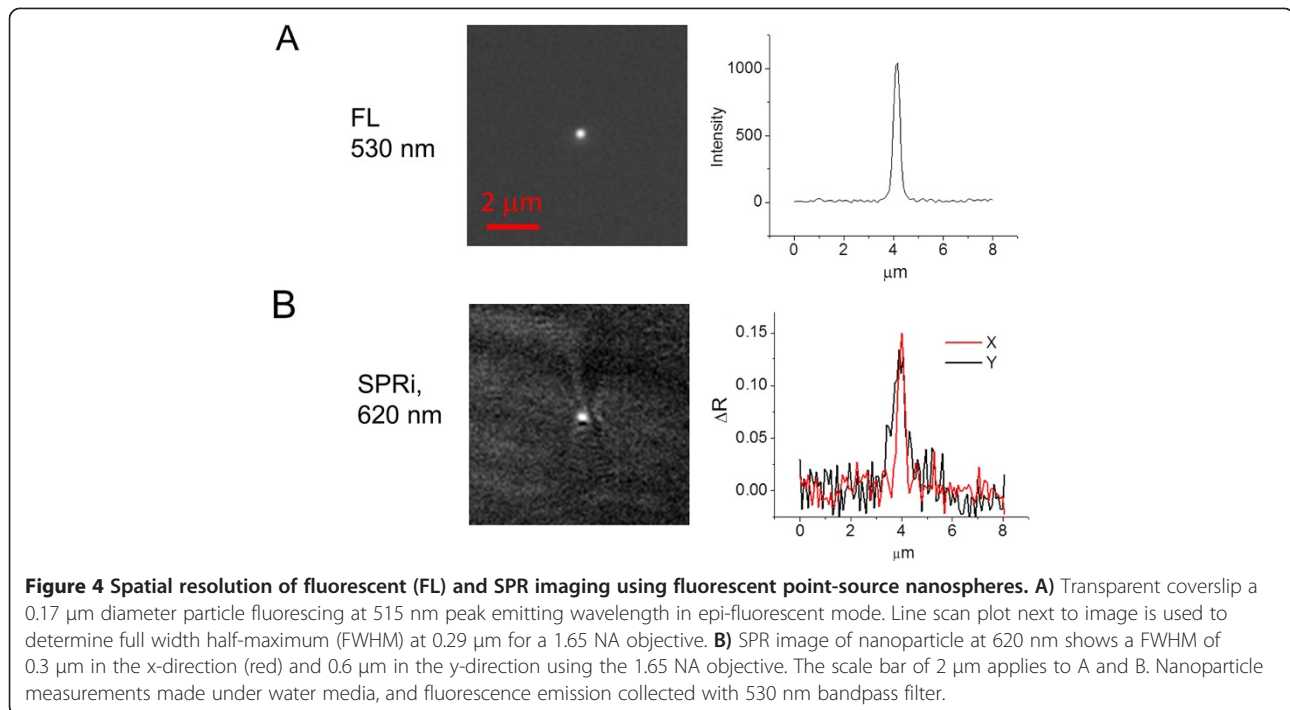 A
FL
530 nm
2 μm
Intensity
1000
500
0
0 2 4 6 8
μm
B
SPRi,
620 nm
ΔR
0.15
0.10
0.05
0.00
X
Y
0 2 4 6 8
μm
Figure 4 Spatial resolution of fluorescent (FL) and SPR imaging using fluorescent point-source nanospheres. A) Transparent coverslip a
0.17 μm diameter particle fluorescing at 515 nm peak emitting wavelength in epi-fluorescent mode. Line scan plot next to image is used to
determine full width half-maximum (FWHM) at 0.29 μm for a 1.65 NA objective. B) SPR image of nanoparticle at 620 nm shows a FWHM of
0.3 μm in the x-direction (red) and 0.6 μm in the y-direction using the 1.65 NA objective. The scale bar of 2 μm applies to A and B. Nanoparticle
measurements made under water media, and fluorescence emission collected with 530 nm bandpass filter.